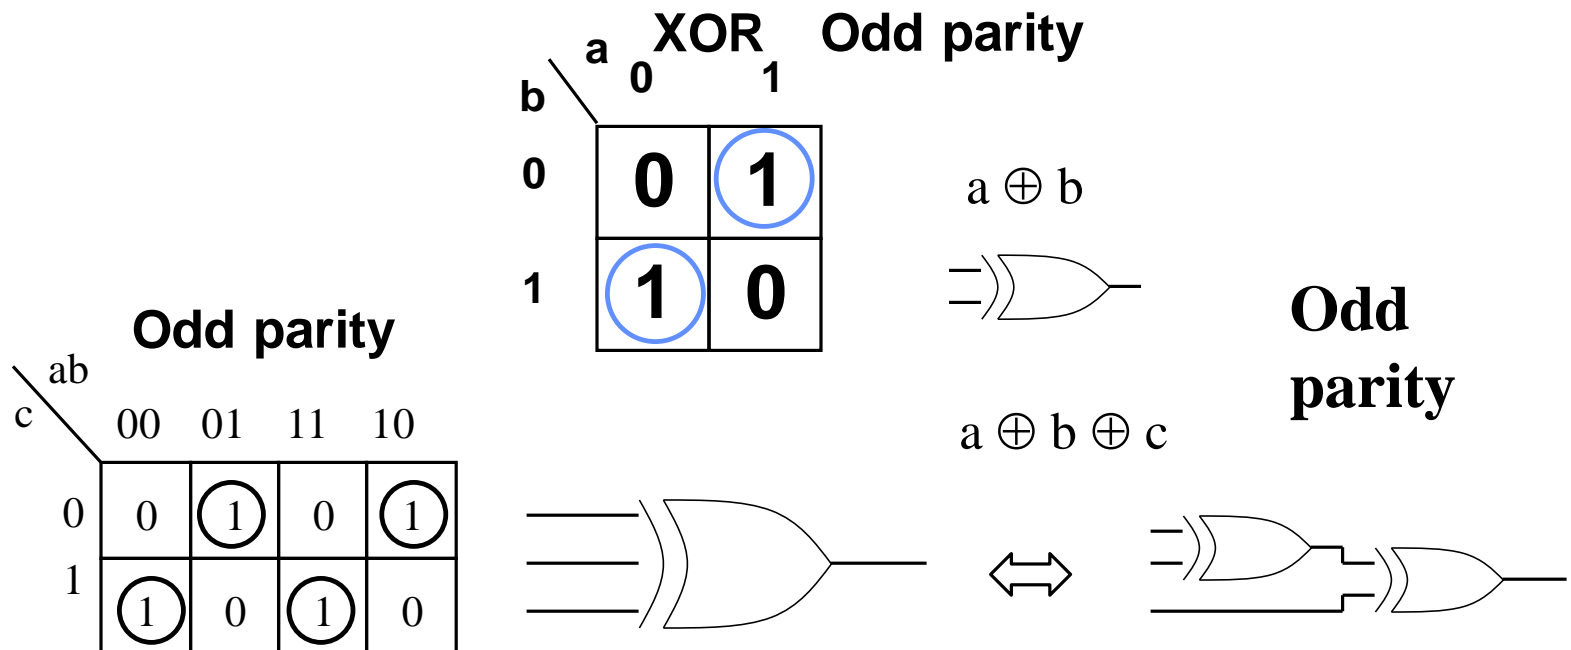 XOR Odd parity
a
0 1
b
0 0 1
1 1 0
a ⊕ b
Odd
parity
Odd parity
ab
c
00 01 11 10
0 0 1 0 1
1 1 0 1 0
a ⊕ b ⊕ c